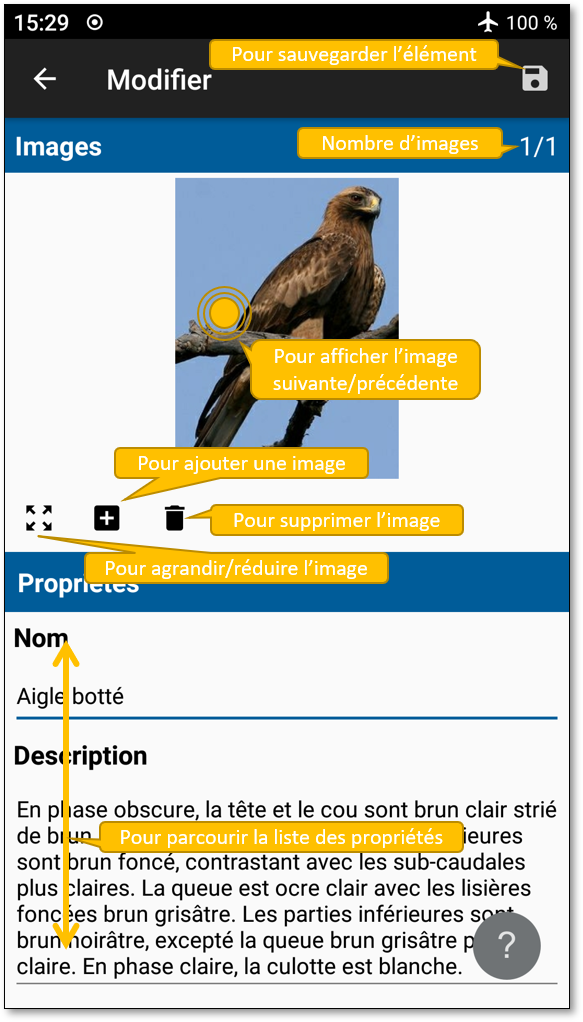 15:29
100 %
Pour sauvegarder l'élément
Modifier
Images
Nombre d'images
1/1
Pour afficher l'image
suivante/précédente
Pour ajouter une image
Pour supprimer l'image
Pour agrandir/réduire l'image
Propriétés
Nom
Aigle botté
Description
En phase obscure, la tête et le cou sont brun clair strié
de brun
Pour parcourir la liste des propriétés
sont brun foncé, contrastant avec les sub-caudales
plus claires. La queue est ocre clair avec les lisières
foncées brun grisâtre. Les parties inférieures sont
brun noirâtre, excepté la queue brun grisâtre
claire. En phase claire, la culotte est blanche.
?